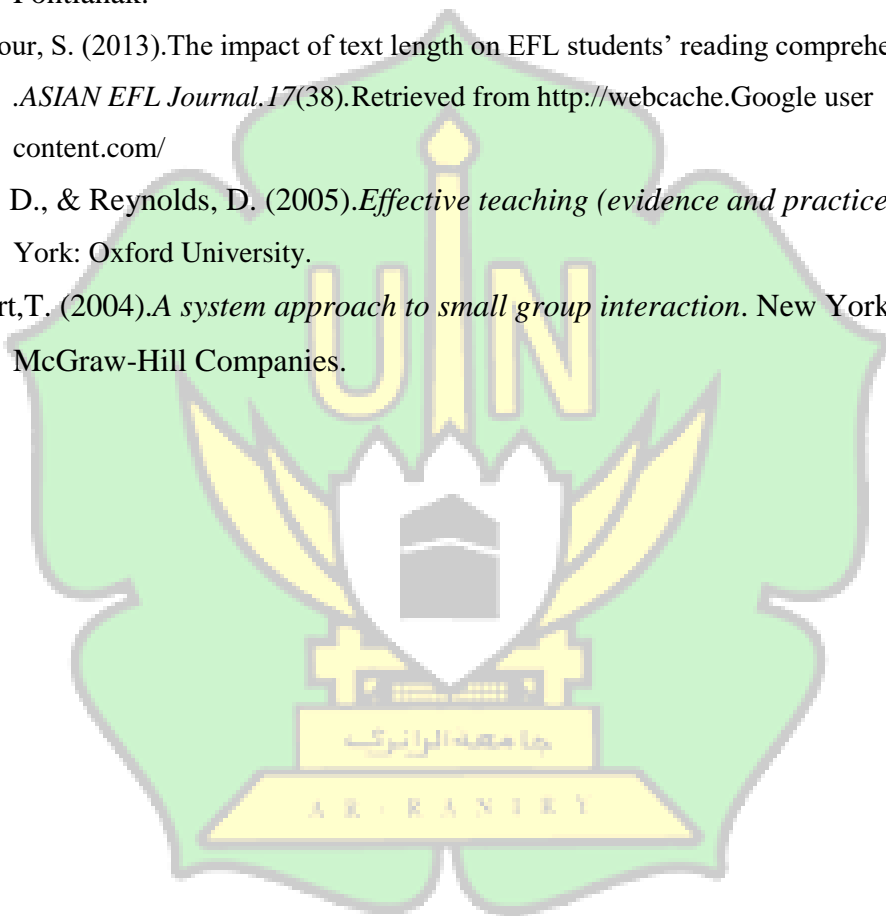 Pontianak.
our, S. (2013).The impact of text length on EFL students’ reading comprehe
.ASIAN EFL Journal.17(38).Retrieved from http://webcache.Google user
content.com/
D., & Reynolds, D. (2005).Effective teaching (evidence and practice
York: Oxford University.
rt,T. (2004).A system approach to small group interaction. New York
McGraw-Hill Companies.
UIN
AR-RANIRY